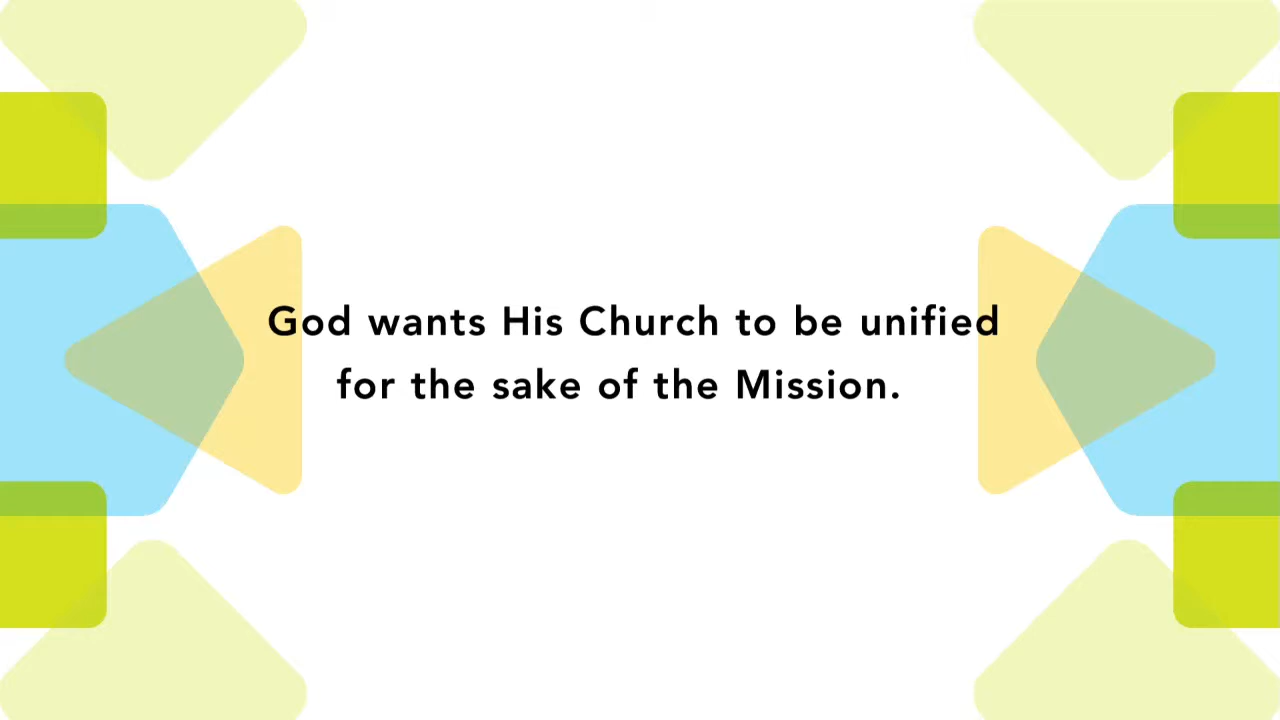 God wants His Church to be unified
for the sake of the Mission.